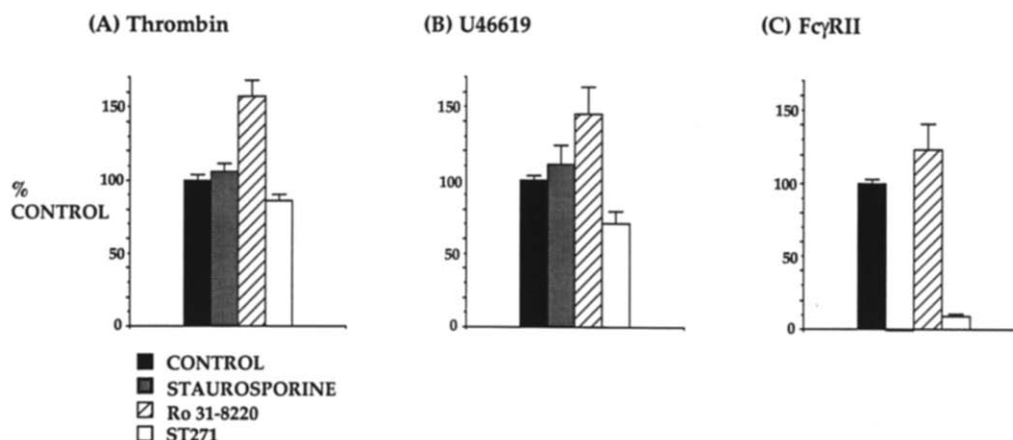 (A) Thrombin
(B) U46619
(C) FcγRII
150
100
50
0
%
CONTROL
150
100
50
0
150
100
50
0
CONTROL
STAUROSPORINE
Ro 31-8220
ST271